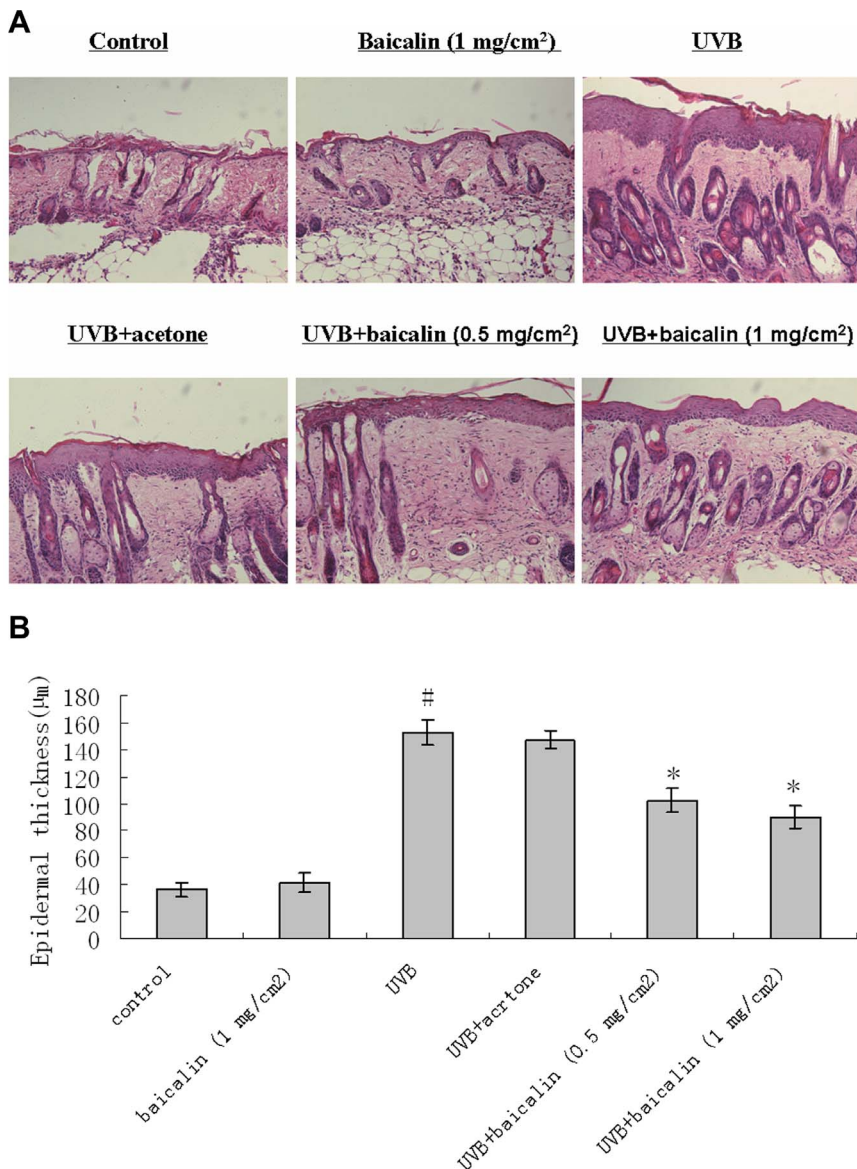 A
Control
Baicalin (1 mg/cm²)
UVB
UVB+acetone
UVB+baicalin (0.5 mg/cm²)
UVB+baicalin (1 mg/cm²)
B
Epidermal thickness(μm)
180
160
140
120
100
80
60
40
20
0
#
*
*
control
baicalin (1 mg/cm2)
UVB
UVB+acrtone
UVB+baicalin (0.5 mg/cm2)
UVB+baicalin (1 mg/cm2)